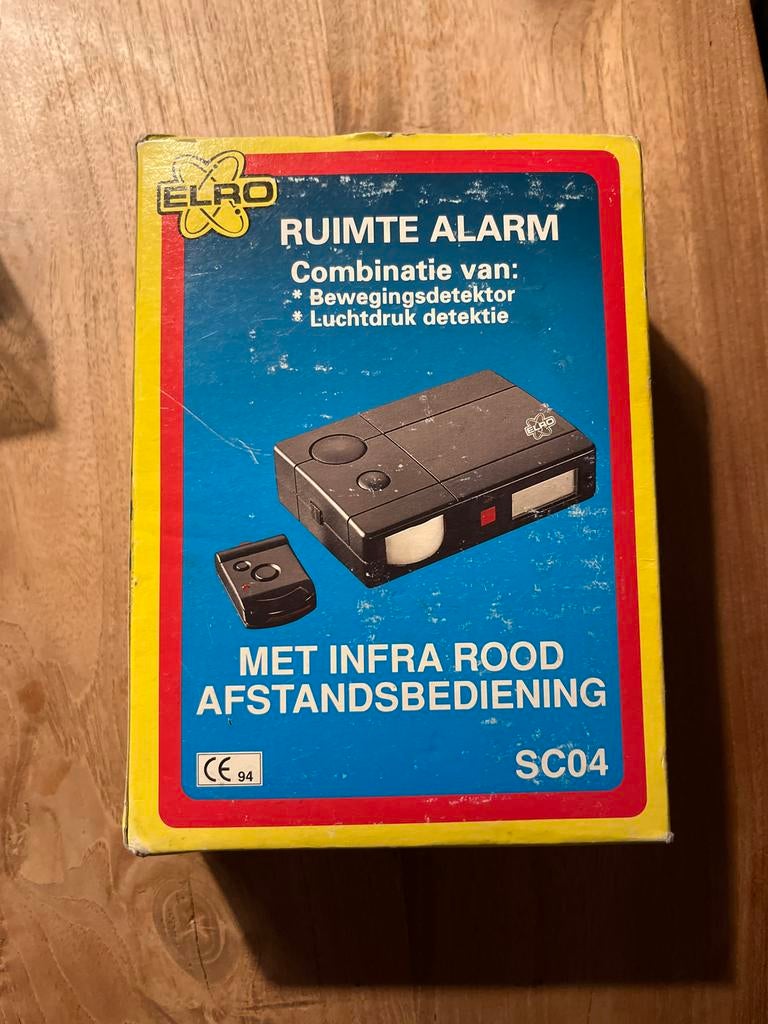 ELRO
RUIMTE ALARM
Combinatie van:
* Bewegingsdetektor
* Luchtdruk detektie
ELRO
MET INFRA ROOD
AFSTANDSBEDIENING
CE 94
SC04